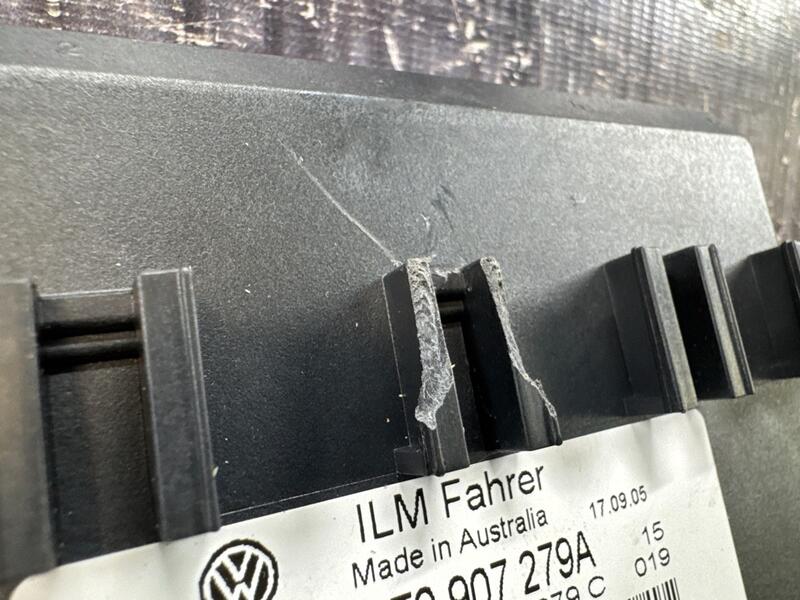 ILM Fahrer
Made in Australia 17.09.05
907 279A 15
019